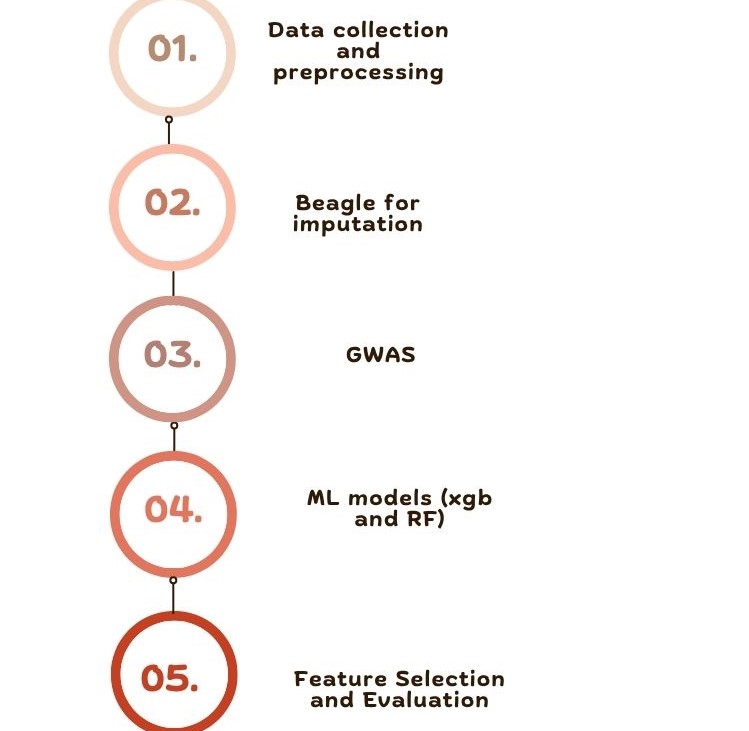 01.
Data collection
and
preprocessing
02.
Beagle for
imputation
03.
GWAS
04.
ML models (xgb
and RF)
05.
Feature Selection
and Evaluation